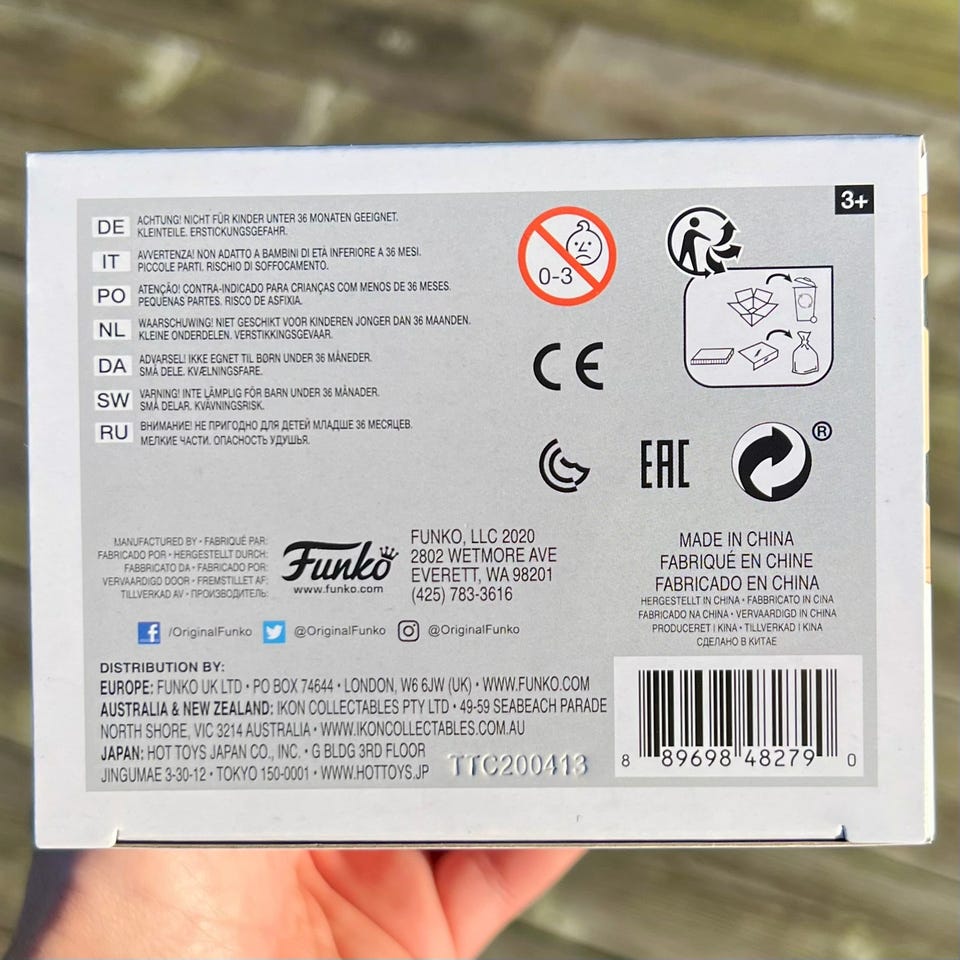 3+
DE
ACHTUNG! NICHT FÜR KINDER UNTER 36 MONATEN GEEIGNET.
KLEINTEILE. ERSTICKUNGSGEFAHR.
IT
AVVERTENZA! NON ADATTO A BAMBINI DI ETÀ INFERIORE A 36 MESI.
PICCOLE PARTI. RISCHIO DI SOFFOCAMENTO.
PO
ATENÇÃO! CONTRA-INDICADO PARA CRIANÇAS COM MENOS DE 36 MESES.
PEQUENAS PARTES. RISCO DE ASFIXIA.
NL
WAARSCHUWING! NIET GESCHIKT VOOR KINDEREN JONGER DAN 36 MAANDEN.
KLEINE ONDERDELEN. VERSTIKKINGSGEVAAR.
DA
ADVARSEL! IKKE EGNET TIL BØRN UNDER 36 MÅNEDER.
SMÅ DELE. KVÆLNINGSFARE.
SW
VARNING! INTE LÄMPLIG FÖR BARN UNDER 36 MÅNADER.
SMÅ DELAR. KVÄVNINGSRISK.
RU
ВНИМАНИЕ! НЕ ПРИГОДНО ДЛЯ ДЕТЕЙ МЛАДШЕ 36 МЕСЯЦЕВ.
МЕЛКИЕ ЧАСТИ. ОПАСНОСТЬ УДУШЬЯ.
0-3
CE
EAC
®
MANUFACTURED BY • FABRIQUÉ PAR:
FABRICADO POR • HERGESTELLT DURCH:
FABBRICATO DA • FABRICADO POR:
VERVAARDIGD DOOR • FREMSTILLET AF:
TILLVERKAD AV • ПРОИЗВОДИТЕЛЬ:
Funko
www.funko.com
FUNKO, LLC 2020
2802 WETMORE AVE
EVERETT, WA 98201
(425) 783-3616
MADE IN CHINA
FABRIQUÉ EN CHINE
FABRICADO EN CHINA
HERGESTELLT IN CHINA • FABBRICATO IN CINA
FABRICADO NA CHINA • VERVAARDIGD IN CHINA
PRODUCERET I KINA • TILLVERKAD I KINA
СДЕЛАНО В КИТАЕ
f /OriginalFunko @OriginalFunko @OriginalFunko
DISTRIBUTION BY:
EUROPE: FUNKO UK LTD • PO BOX 74644 • LONDON, W6 6JW (UK) • WWW.FUNKO.COM
AUSTRALIA & NEW ZEALAND: IKON COLLECTABLES PTY LTD • 49-59 SEABEACH PARADE
NORTH SHORE, VIC 3214 AUSTRALIA • WWW.IKONCOLLECTABLES.COM.AU
JAPAN: HOT TOYS JAPAN CO., INC. • G BLDG 3RD FLOOR
JINGUMAE 3-30-12 • TOKYO 150-0001 • WWW.HOTTOYS.JP
TTC200413
8 89698 48279 0